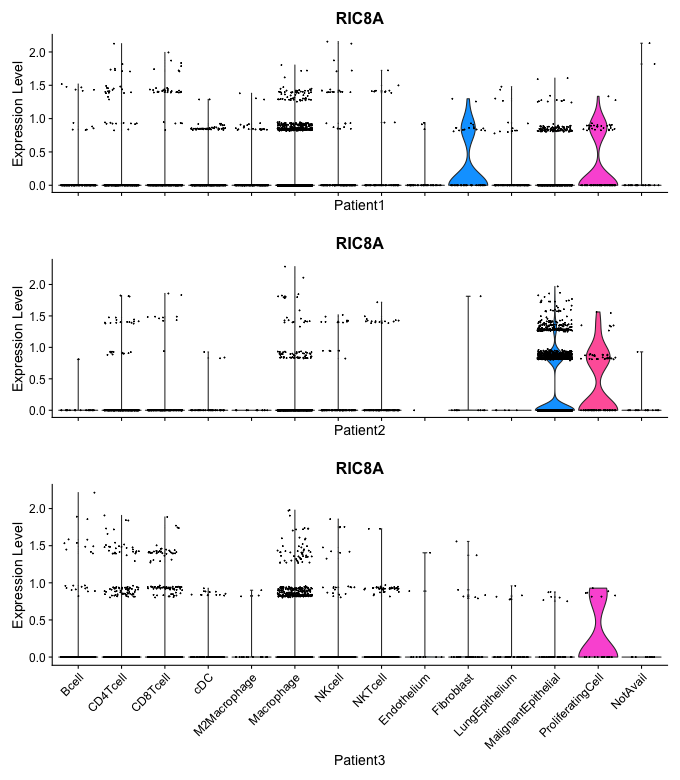 RIC8A
Expression Level
2.0
1.5
1.0
0.5
0.0
Patient1
RIC8A
Expression Level
2.0
1.5
1.0
0.5
0.0
Patient2
RIC8A
Expression Level
2.0
1.5
1.0
0.5
0.0
Bcell
CD4Tcell
CD8Tcell
cDC
M2Macrophage
Macrophage
NKcell
NKTcell
Endothelium
Fibroblast
LungEpithelium
MalignantEpithelial
ProliferatingCell
NotAvail
Patient3